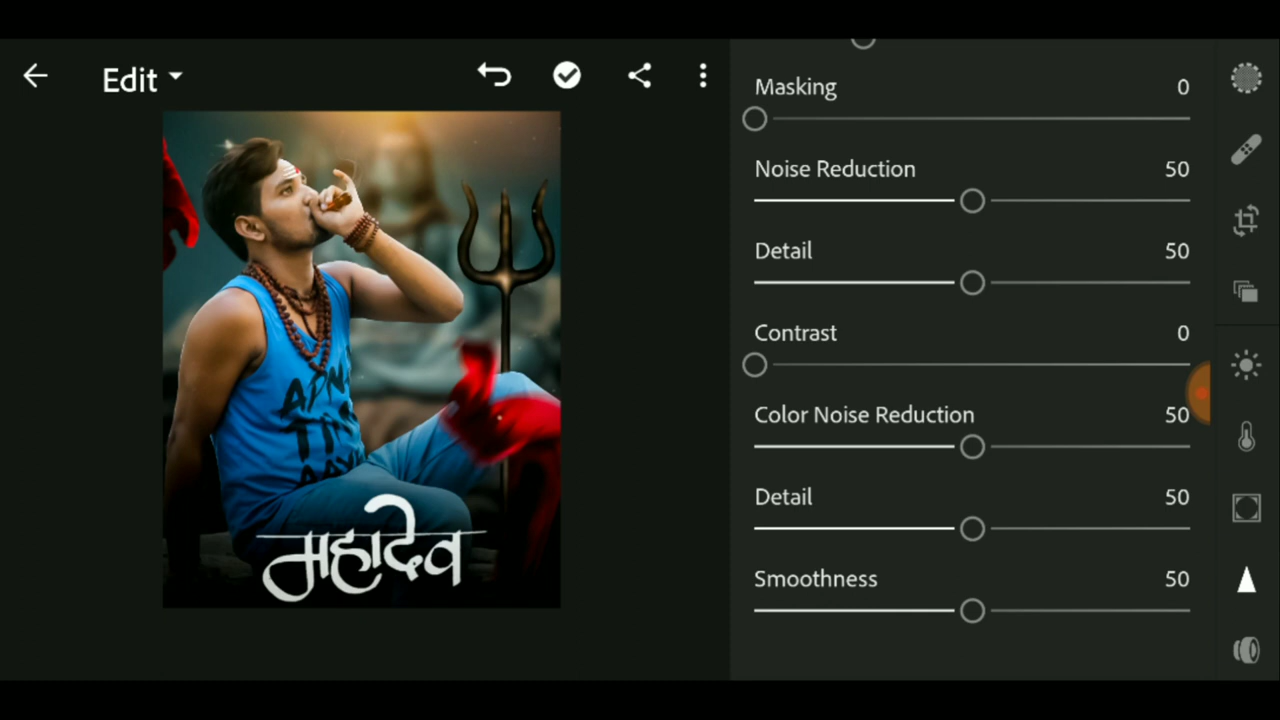 Edit
Masking 0
Noise Reduction 50
Detail 50
Contrast 0
Color Noise Reduction 50
Detail 50
Smoothness 50
महादेव